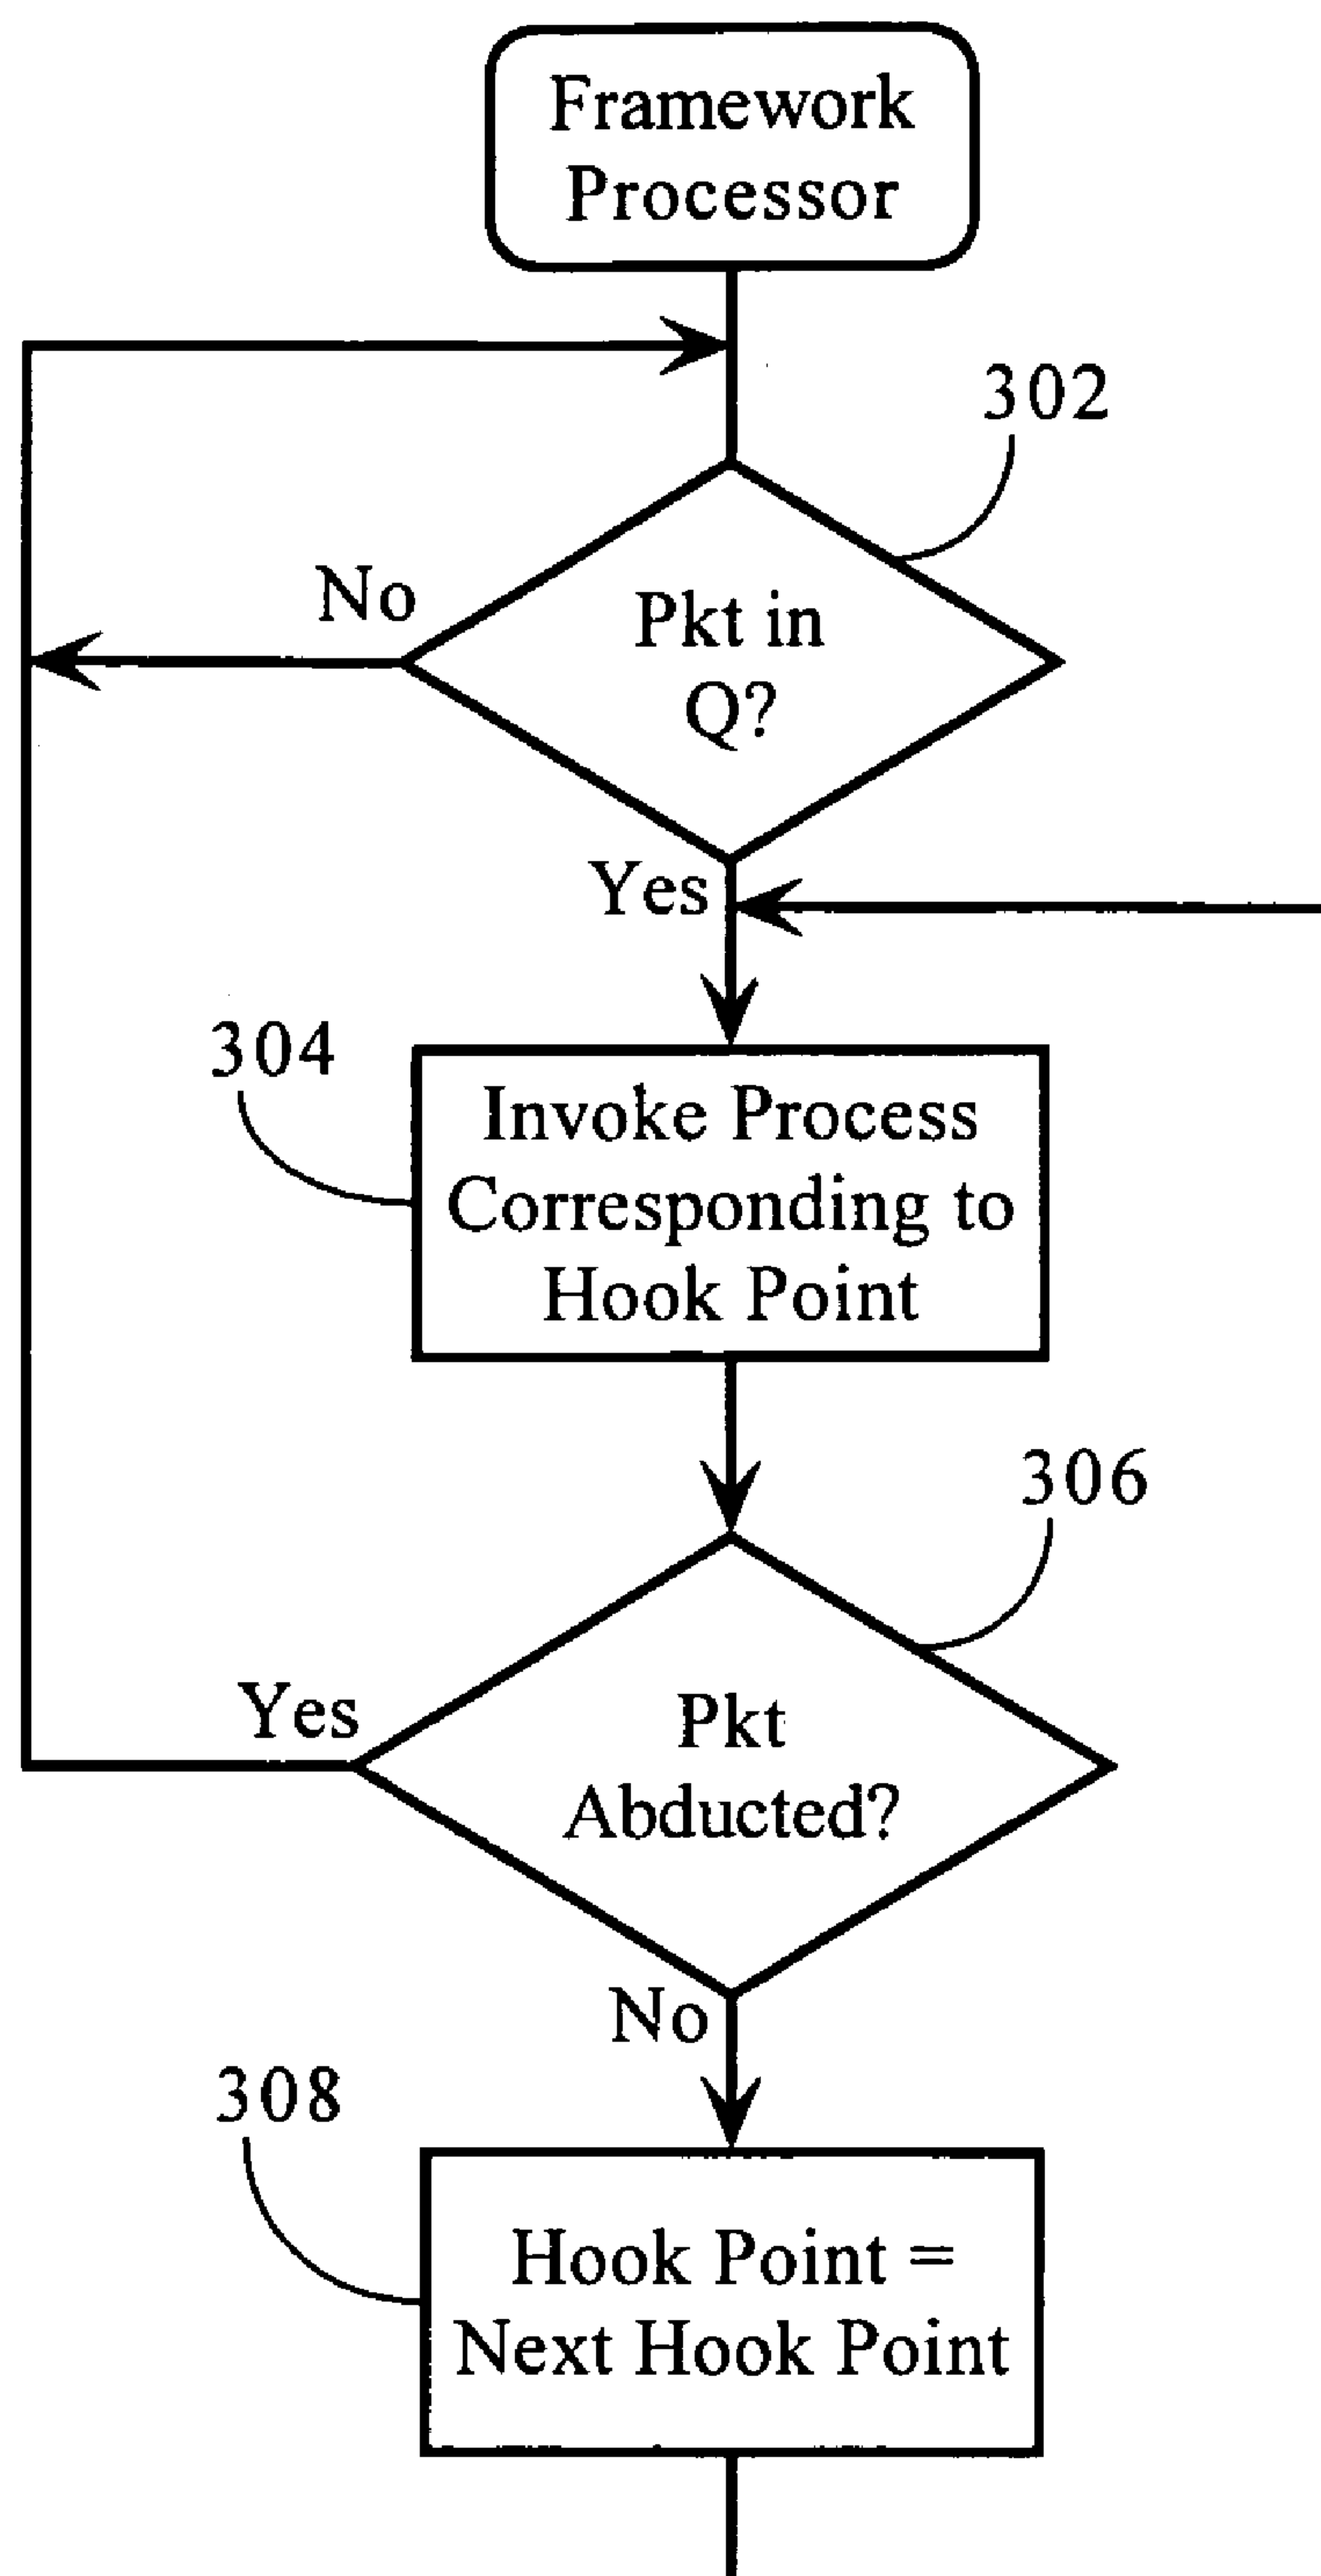 Framework
Processor
302
No
Pkt in
Q?
Yes
304
Invoke Process
Corresponding to
Hook Point
306
Yes
Pkt
Abducted?
No
308
Hook Point =
Next Hook Point